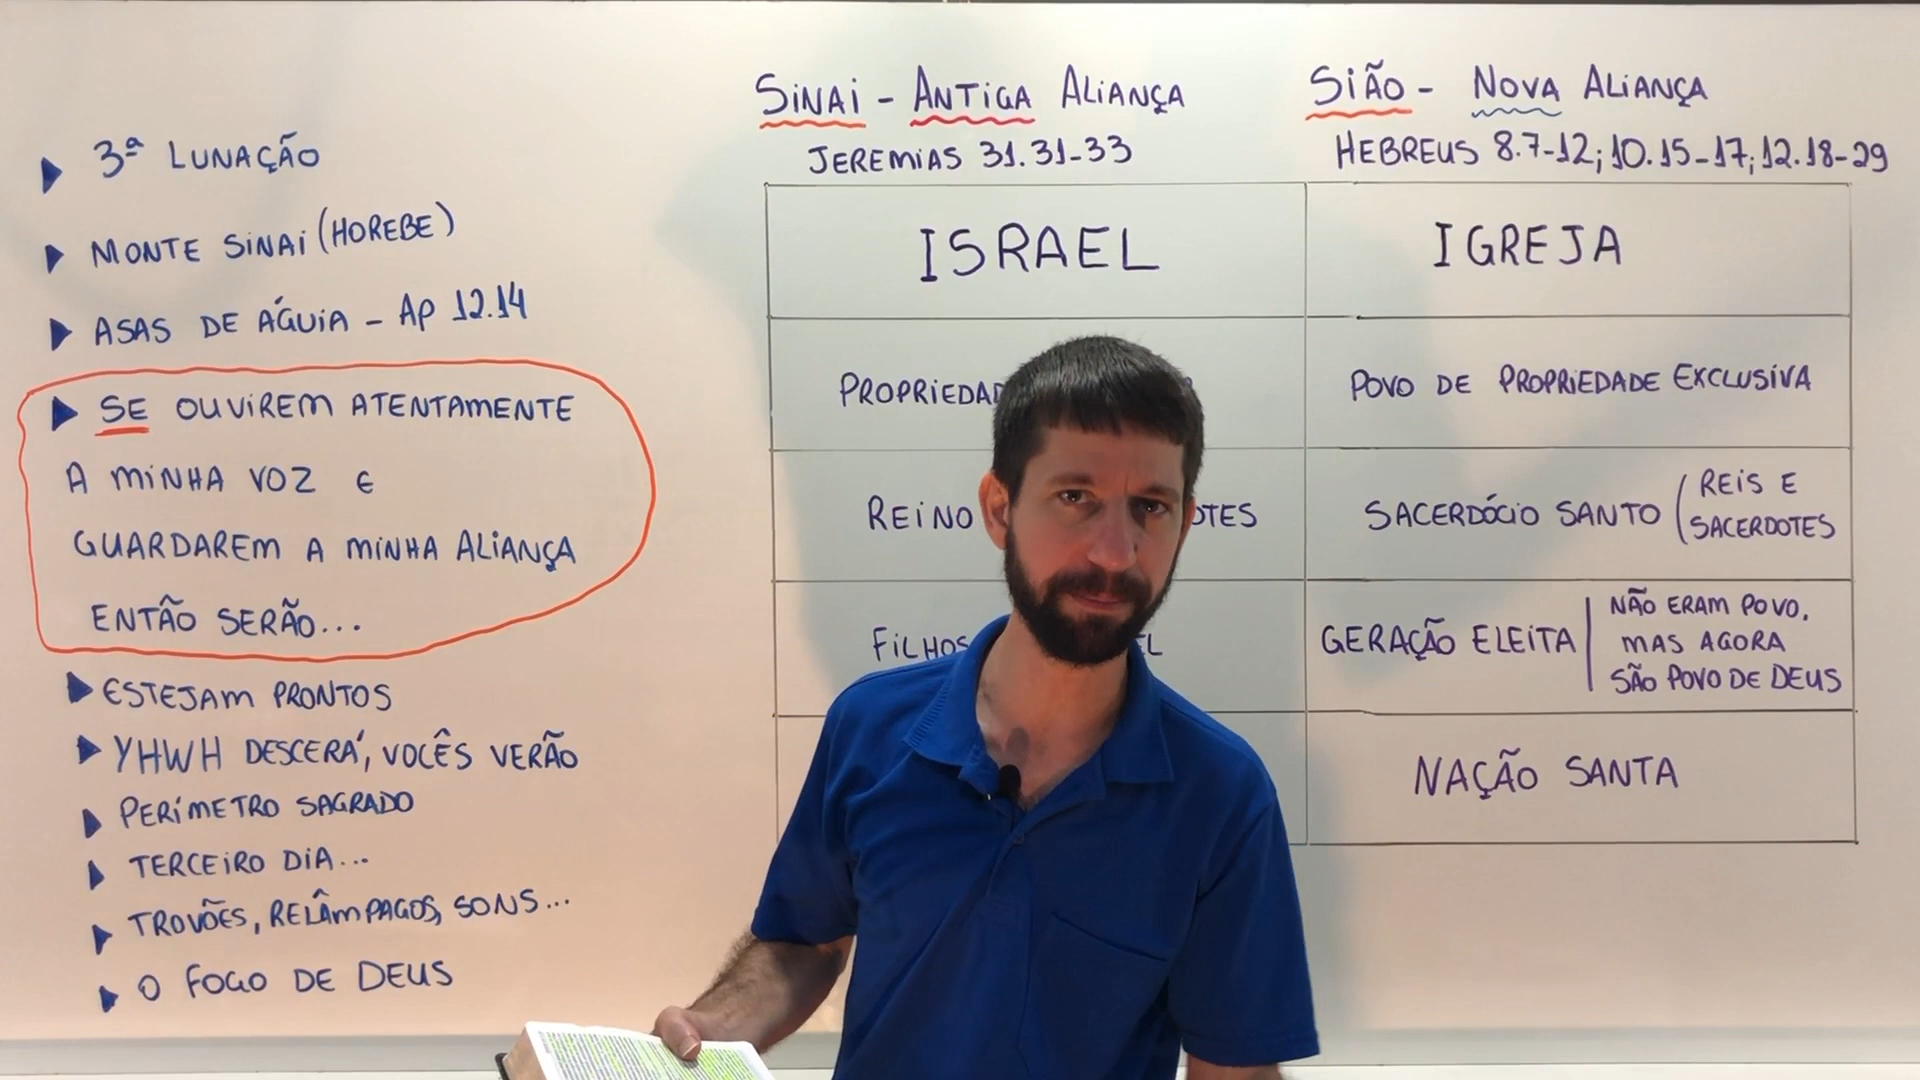 3ª LUNAÇÃO
MONTE SINAI (HOREBE)
ASAS DE ÁGUIA - AP 12.14
SE OUVIREM ATENTAMENTE
A MINHA VOZ E
GUARDAREM A MINHA ALIANÇA
ENTÃO SERÃO...
ESTEJAM PRONTOS
YHWH DESCERÁ, VOCÊS VERÃO
PERÍMETRO SAGRADO
TERCEIRO DIA...
TROVÕES, RELÂMPAGOS, SONS...
O FOGO DE DEUS
SINAI - ANTIGA ALIANÇA
JEREMIAS 31.31-33
SIÃO - NOVA ALIANÇA
HEBREUS 8.7-12; 10.15-17; 12.18-29
ISRAEL
IGREJA
POVO DE PROPRIEDADE EXCLUSIVA
REINO
SACERDÓCIO SANTO (REIS E
SACERDOTES
FILHOS
GERAÇÃO ELEITA
NÃO ERAM POVO,
MAS AGORA
SÃO POVO DE DEUS
NAÇÃO SANTA